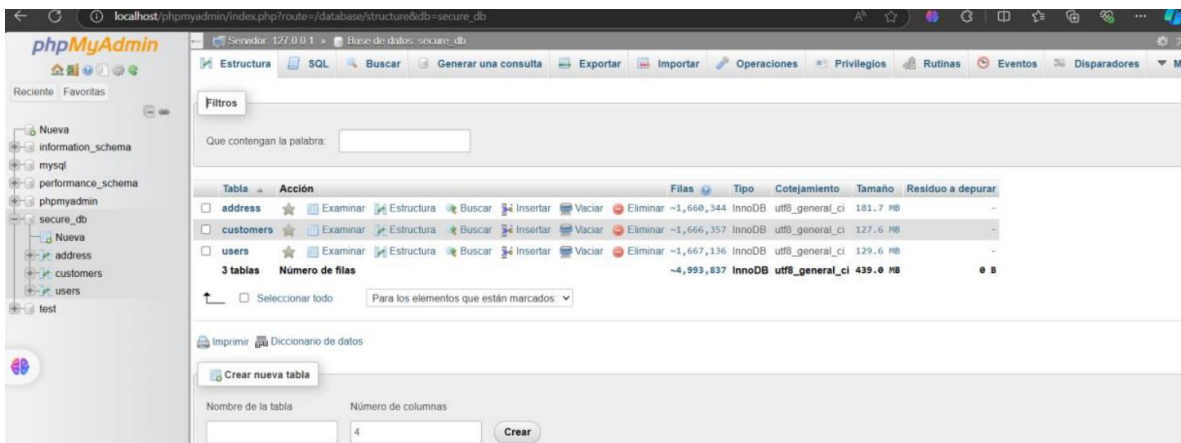 localhost/phpmyadmin/index.php?route=/database/structure&db=secure_db
phpMyAdmin
Reciente Favoritas
Nueva
information_schema
mysql
performance_schema
phpmyadmin
secure_db
Nueva
address
customers
users
test
Servidor: 127.0.0.1 » Base de datos: secure_db
Estructura SQL Buscar Generar una consulta Exportar Importar Operaciones Privilegios Rutinas Eventos Disparadores
Filtros
Que contengan la palabra:
Tabla Acción Filas Tipo Cotejamiento Tamaño Residuo a depurar
address Examinar Estructura Buscar Insertar Vaciar Eliminar ~1,660,344 InnoDB utf8_general_ci 181.7 MB -
customers Examinar Estructura Buscar Insertar Vaciar Eliminar ~1,666,357 InnoDB utf8_general_ci 127.6 MB -
users Examinar Estructura Buscar Insertar Vaciar Eliminar ~1,667,136 InnoDB utf8_general_ci 129.6 MB -
3 tablas Número de filas ~4,993,837 InnoDB utf8_general_ci 439.0 MB 0 B
Seleccionar todo Para los elementos que están marcados:
Imprimir Diccionario de datos
Crear nueva tabla
Nombre de la tabla Número de columnas
4 Crear